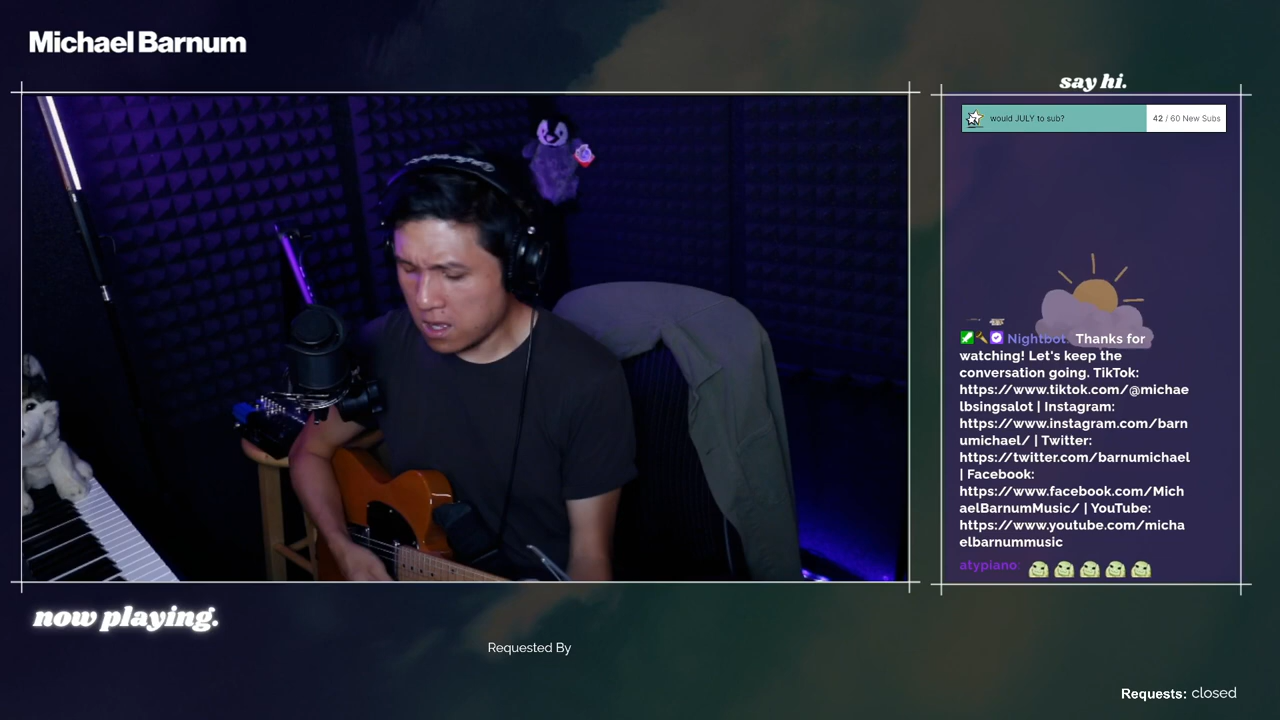 Michael Barnum
say hi.
would JULY to sub?
42 / 60 New Subs
Nightbot: Thanks for
watching! Let's keep the
conversation going. TikTok:
https://www.tiktok.com/@michae
lbsingsalot | Instagram:
https://www.instagram.com/barn
umichael/ | Twitter:
https://twitter.com/barnumichael
| Facebook:
https://www.facebook.com/Mich
aelBarnumMusic/ | YouTube:
https://www.youtube.com/micha
elbarnummusic
atypiano:
now playing.
Requested By
Requests: closed